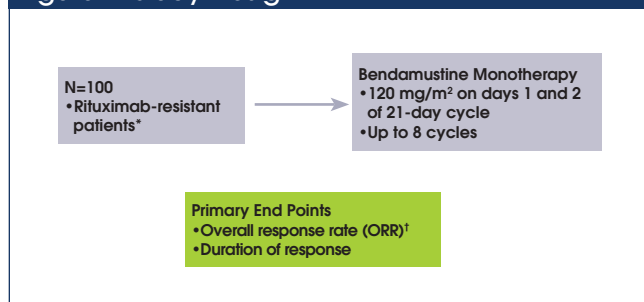 N=100
•Rituximab-resistant
patients*
Bendamustine Monotherapy
•120 mg/m² on days 1 and 2
of 21-day cycle
•Up to 8 cycles
Primary End Points
•Overall response rate (ORR)†
•Duration of response